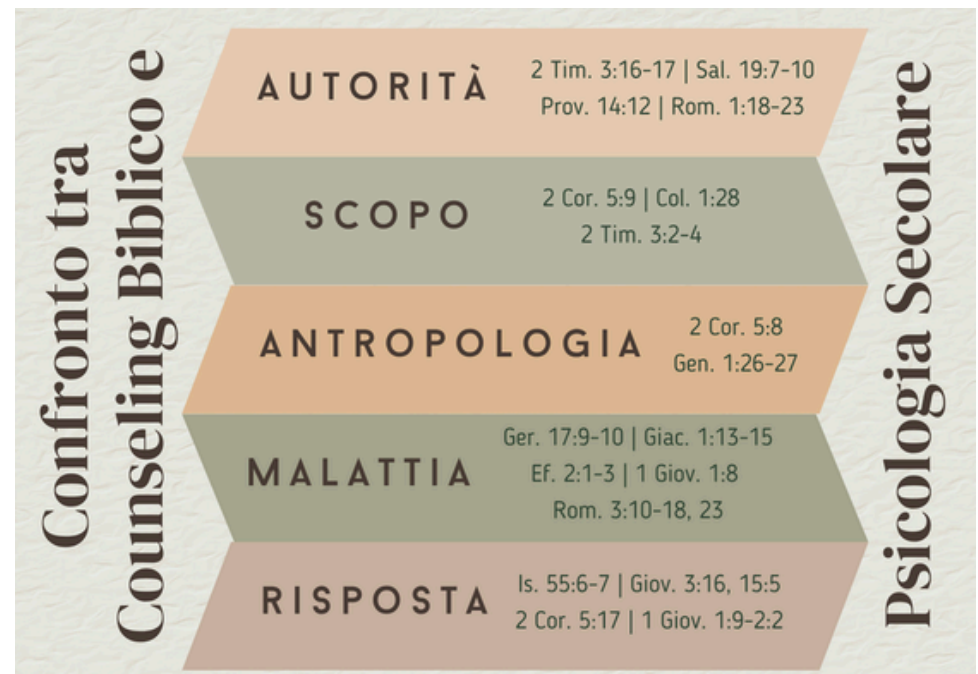 Confronto tra
Counseling Biblico e
AUTORITÀ
2 Tim. 3:16-17 | Sal. 19:7-10
Prov. 14:12 | Rom. 1:18-23
SCOPO
2 Cor. 5:9 | Col. 1:28
2 Tim. 3:2-4
ANTROPOLOGIA
2 Cor. 5:8
Gen. 1:26-27
MALATTIA
Ger. 17:9-10 | Giac. 1:13-15
Ef. 2:1-3 | 1 Giov. 1:8
Rom. 3:10-18, 23
RISPOSTA
Is. 55:6-7 | Giov. 3:16, 15:5
2 Cor. 5:17 | 1 Giov. 1:9-2:2
Psicologia Secolare